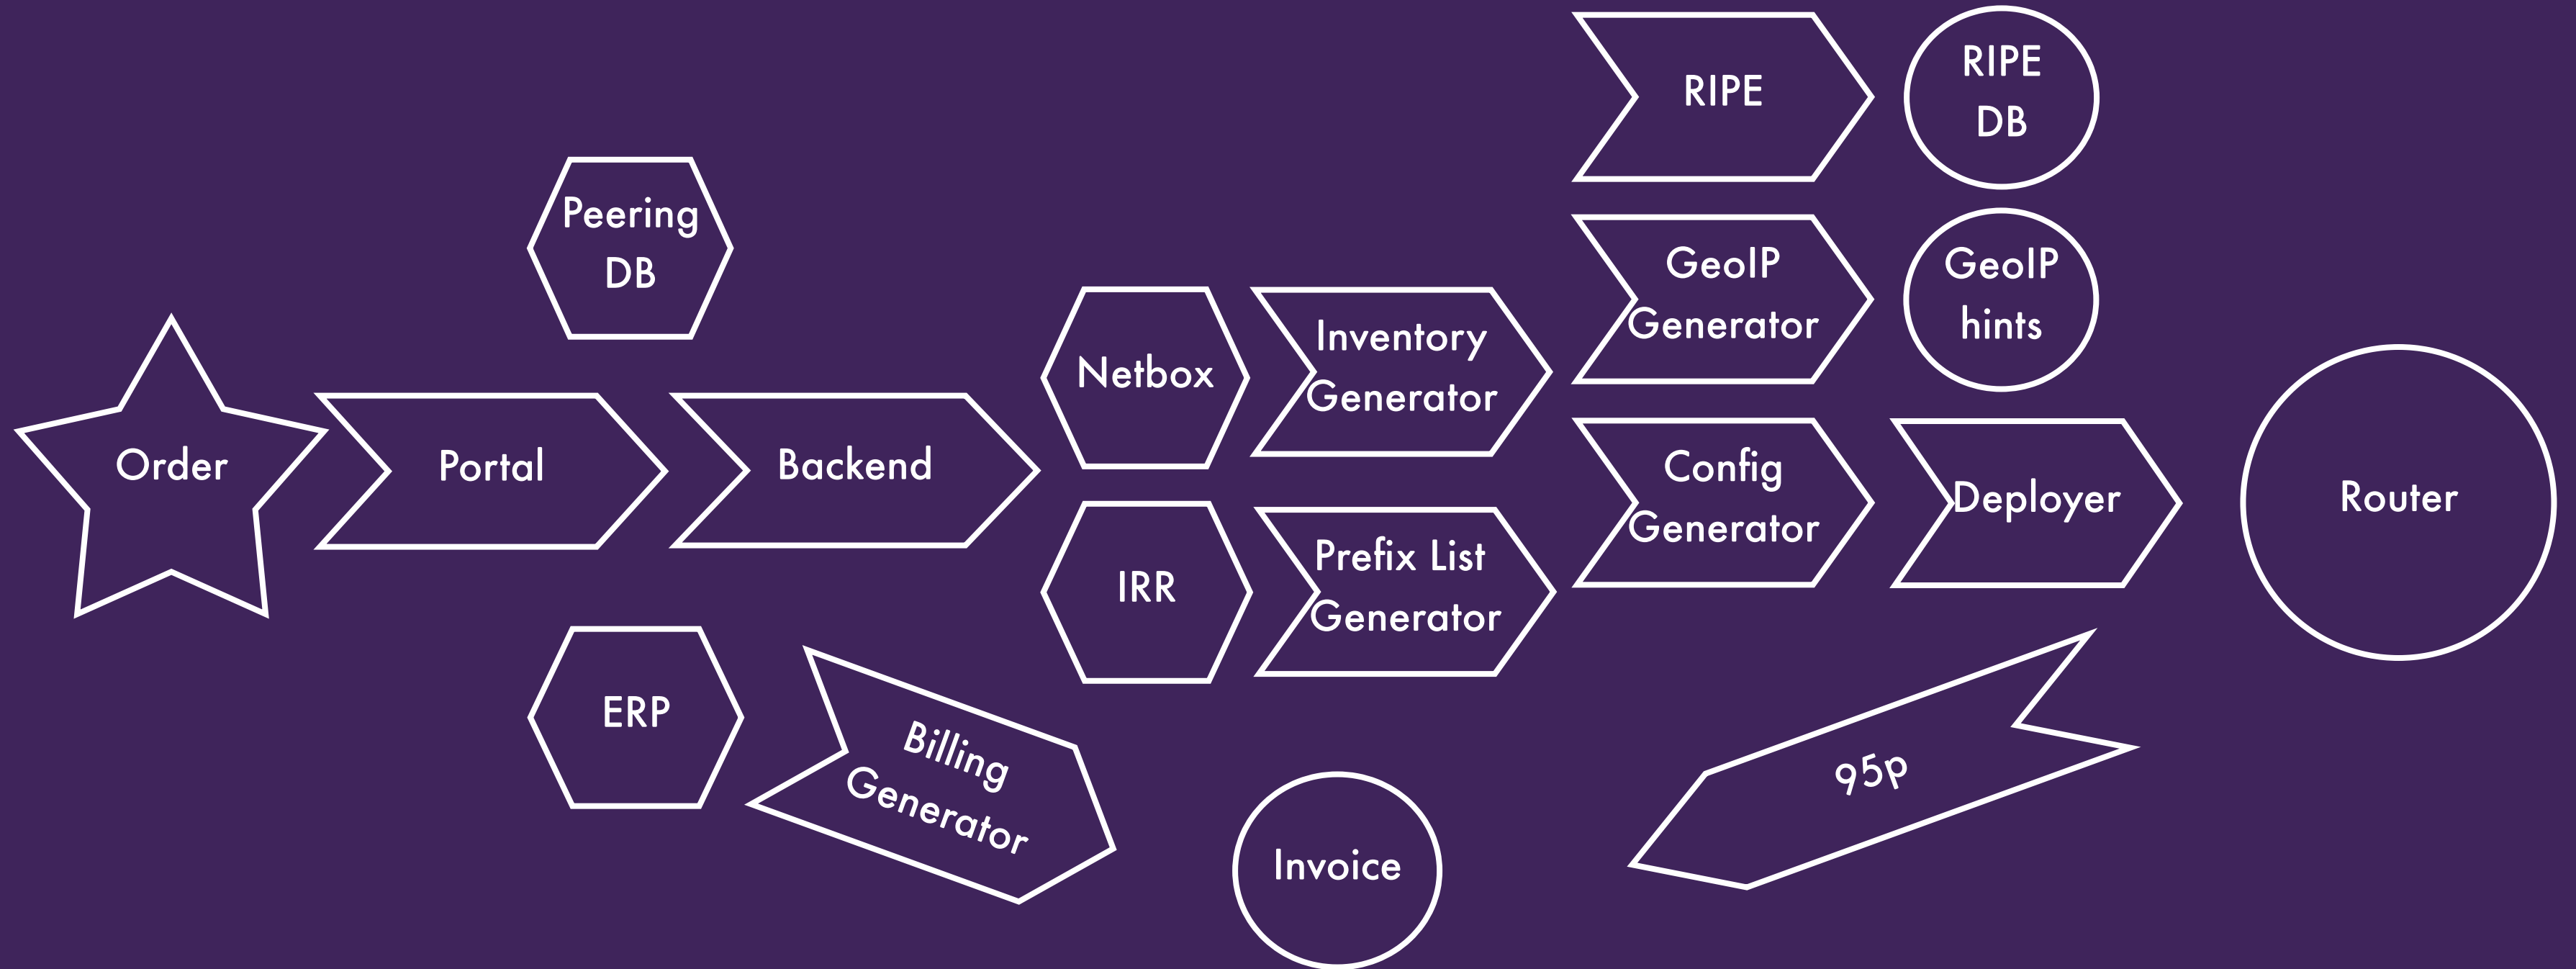 RIPE
RIPE
DB
Peering
DB
GeoIP
Generator
GeoIP
hints
Netbox
Inventory
Generator
Order
Portal
Backend
Config
Generator
Deployer
Router
IRR
Prefix List
Generator
ERP
Billing
Generator
95p
Invoice